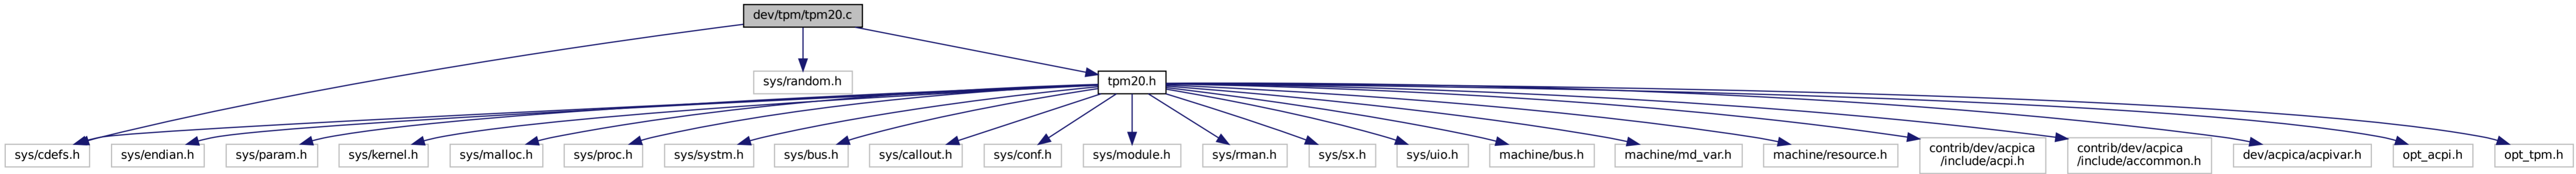 dev/tpm/tpm20.c
sys/random.h
tpm20.h
sys/cdefs.h
sys/endian.h
sys/param.h
sys/kernel.h
sys/malloc.h
sys/proc.h
sys/systm.h
sys/bus.h
sys/callout.h
sys/conf.h
sys/module.h
sys/rman.h
sys/sx.h
sys/uio.h
machine/bus.h
machine/md_var.h
machine/resource.h
contrib/dev/acpica
/include/acpi.h
contrib/dev/acpica
/include/accommon.h
dev/acpica/acpivar.h
opt_acpi.h
opt_tpm.h